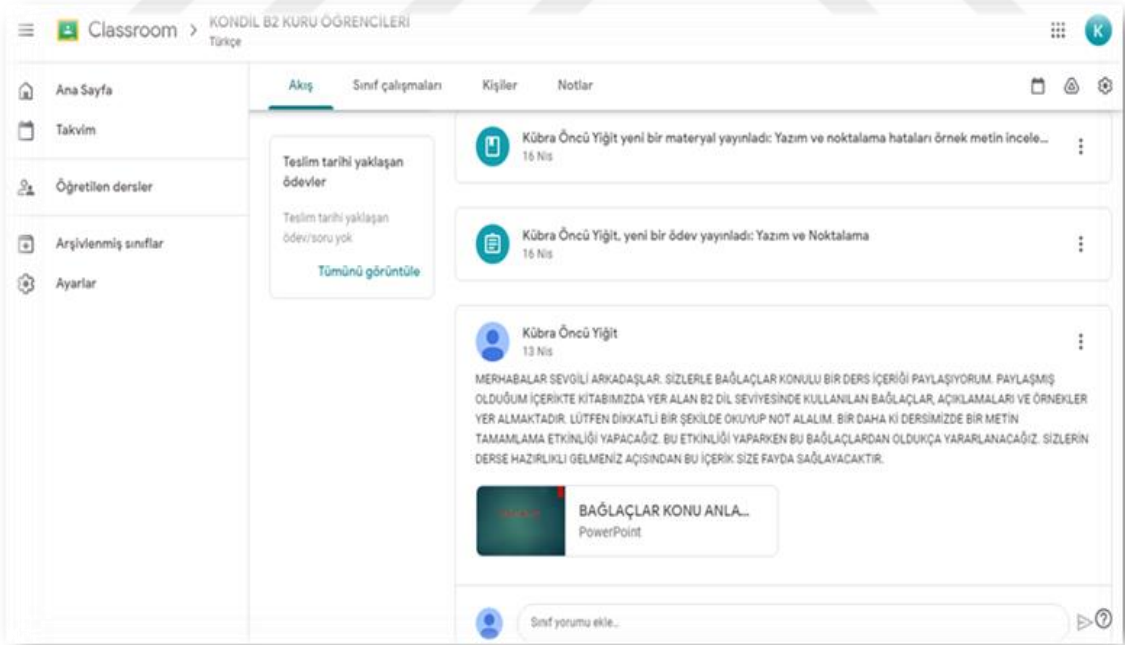 Classroom > KONDİL B2 KURU ÖĞRENCİLERİ
Türkçe
K
Ana Sayfa
Takvim
Öğretilen dersler
Arşivlenmiş sınıflar
Ayarlar
Akış Sınıf çalışmaları Kişiler Notlar
Teslim tarihi yaklaşan
ödevler
Teslim tarihi yaklaşan
ödev/soru yok
Tümünü görüntüle
Kübra Öncü Yiğit yeni bir materyal yayınladı: Yazım ve noktalama hataları örnek metin incele...
16 Nis
Kübra Öncü Yiğit, yeni bir ödev yayınladı: Yazım ve Noktalama
16 Nis
Kübra Öncü Yiğit
13 Nis
MERHABALAR SEVGİLİ ARKADAŞLAR. SİZLERLE BAĞLAÇLAR KONULU BİR DERS İÇERİĞİ PAYLAŞIYORUM. PAYLAŞMIŞ
OLDUĞUM İÇERİKTE KİTABIMIZDA YER ALAN B2 DİL SEVİYESİNDE KULLANILAN BAĞLAÇLAR, AÇIKLAMALARI VE ÖRNEKLER
YER ALMAKTADIR. LÜTFEN DİKKATLİ BİR ŞEKİLDE OKUYUP NOT ALALIM. BİR DAHA Kİ DERSİMİZDE BİR METİN
TAMAMLAMA ETKİNLİĞİ YAPACAĞIZ. BU ETKİNLİĞİ YAPARKEN BU BAĞLAÇLARDAN OLDUKÇA YARARLANACAĞIZ. SİZLERİN
DERSE HAZIRLIKLI GELMENİZ AÇISINDAN BU İÇERİK SİZE FAYDA SAĞLAYACAKTIR.
BAĞLAÇLAR KONU ANLA...
PowerPoint
Sınıf yorumu ekle...